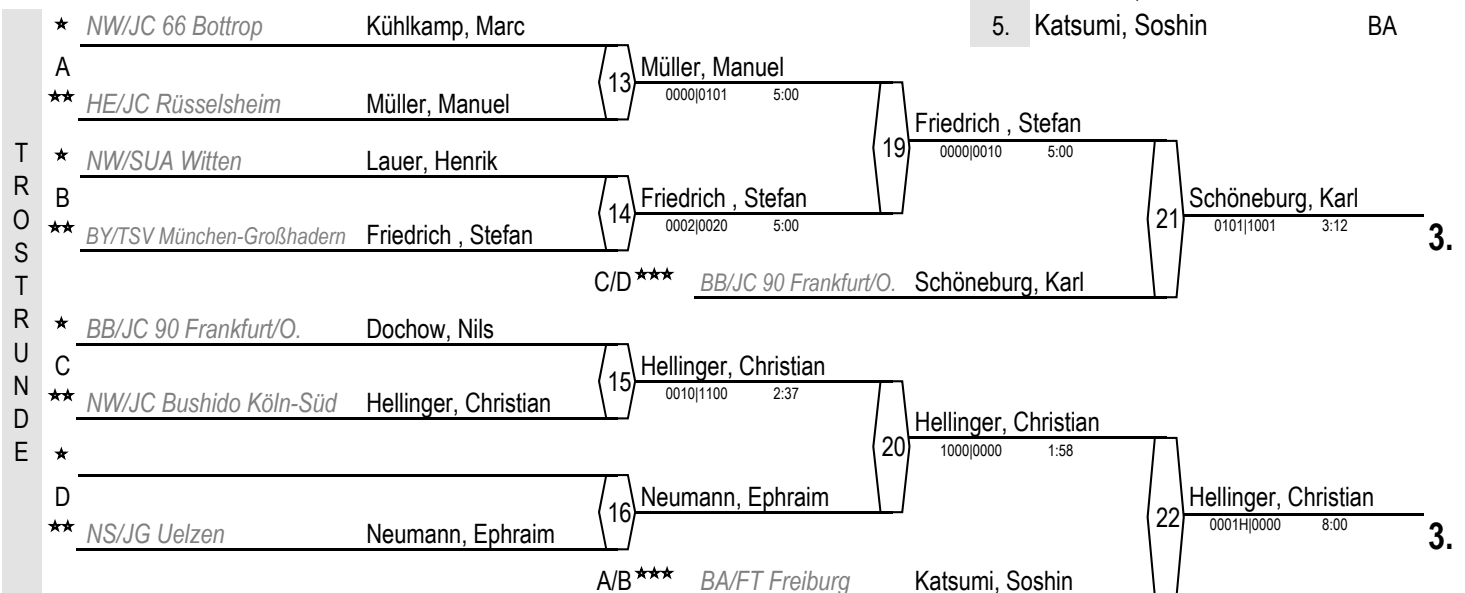 ★ NW/JC 66 Bottrop Kühlkamp, Marc
5. Katsumi, Soshin BA
A
13 Müller, Manuel
0000|0101 5:00
★★ HE/JC Rüsselsheim Müller, Manuel
19 Friedrich , Stefan
0000|0010 5:00
★ NW/SUA Witten Lauer, Henrik
B
14 Friedrich , Stefan
0002|0020 5:00
★★ BY/TSV München-Großhadern Friedrich , Stefan
21 Schöneburg, Karl
0101|1001 3:12
3.
C/D ★★★ BB/JC 90 Frankfurt/O. Schöneburg, Karl
TROSTRUNDE
★ BB/JC 90 Frankfurt/O. Dochow, Nils
C
15 Hellinger, Christian
0010|1100 2:37
★★ NW/JC Bushido Köln-Süd Hellinger, Christian
20 Hellinger, Christian
1000|0000 1:58
★
D
16 Neumann, Ephraim
★★ NS/JG Uelzen Neumann, Ephraim
22 Hellinger, Christian
0001H|0000 8:00
3.
A/B ★★★ BA/FT Freiburg Katsumi, Soshin